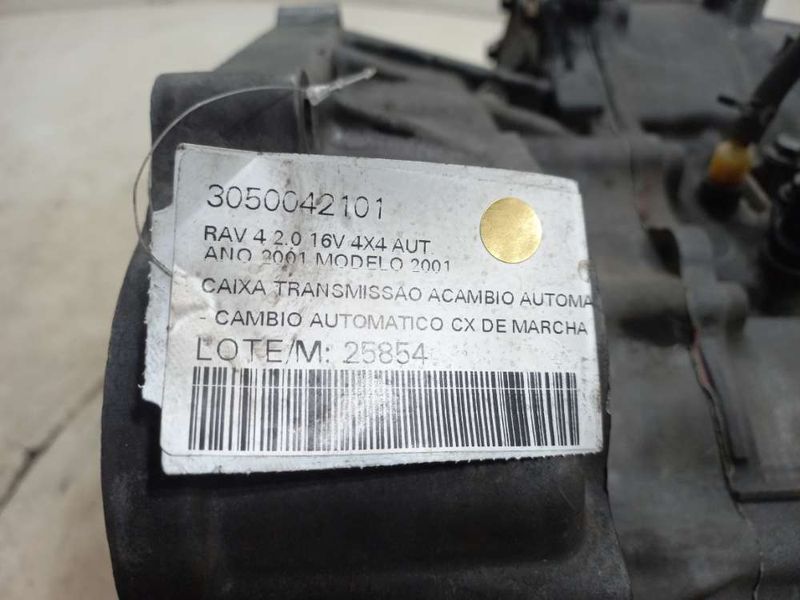 3050042101
RAV 4 2.0 16V 4X4 AUT
ANO 2001 MODELO 2001
CAIXA TRANSMISSAO ACAMBIO AUTOMA
- CAMBIO AUTOMATICO CX DE MARCHA
LOTE/M: 25854